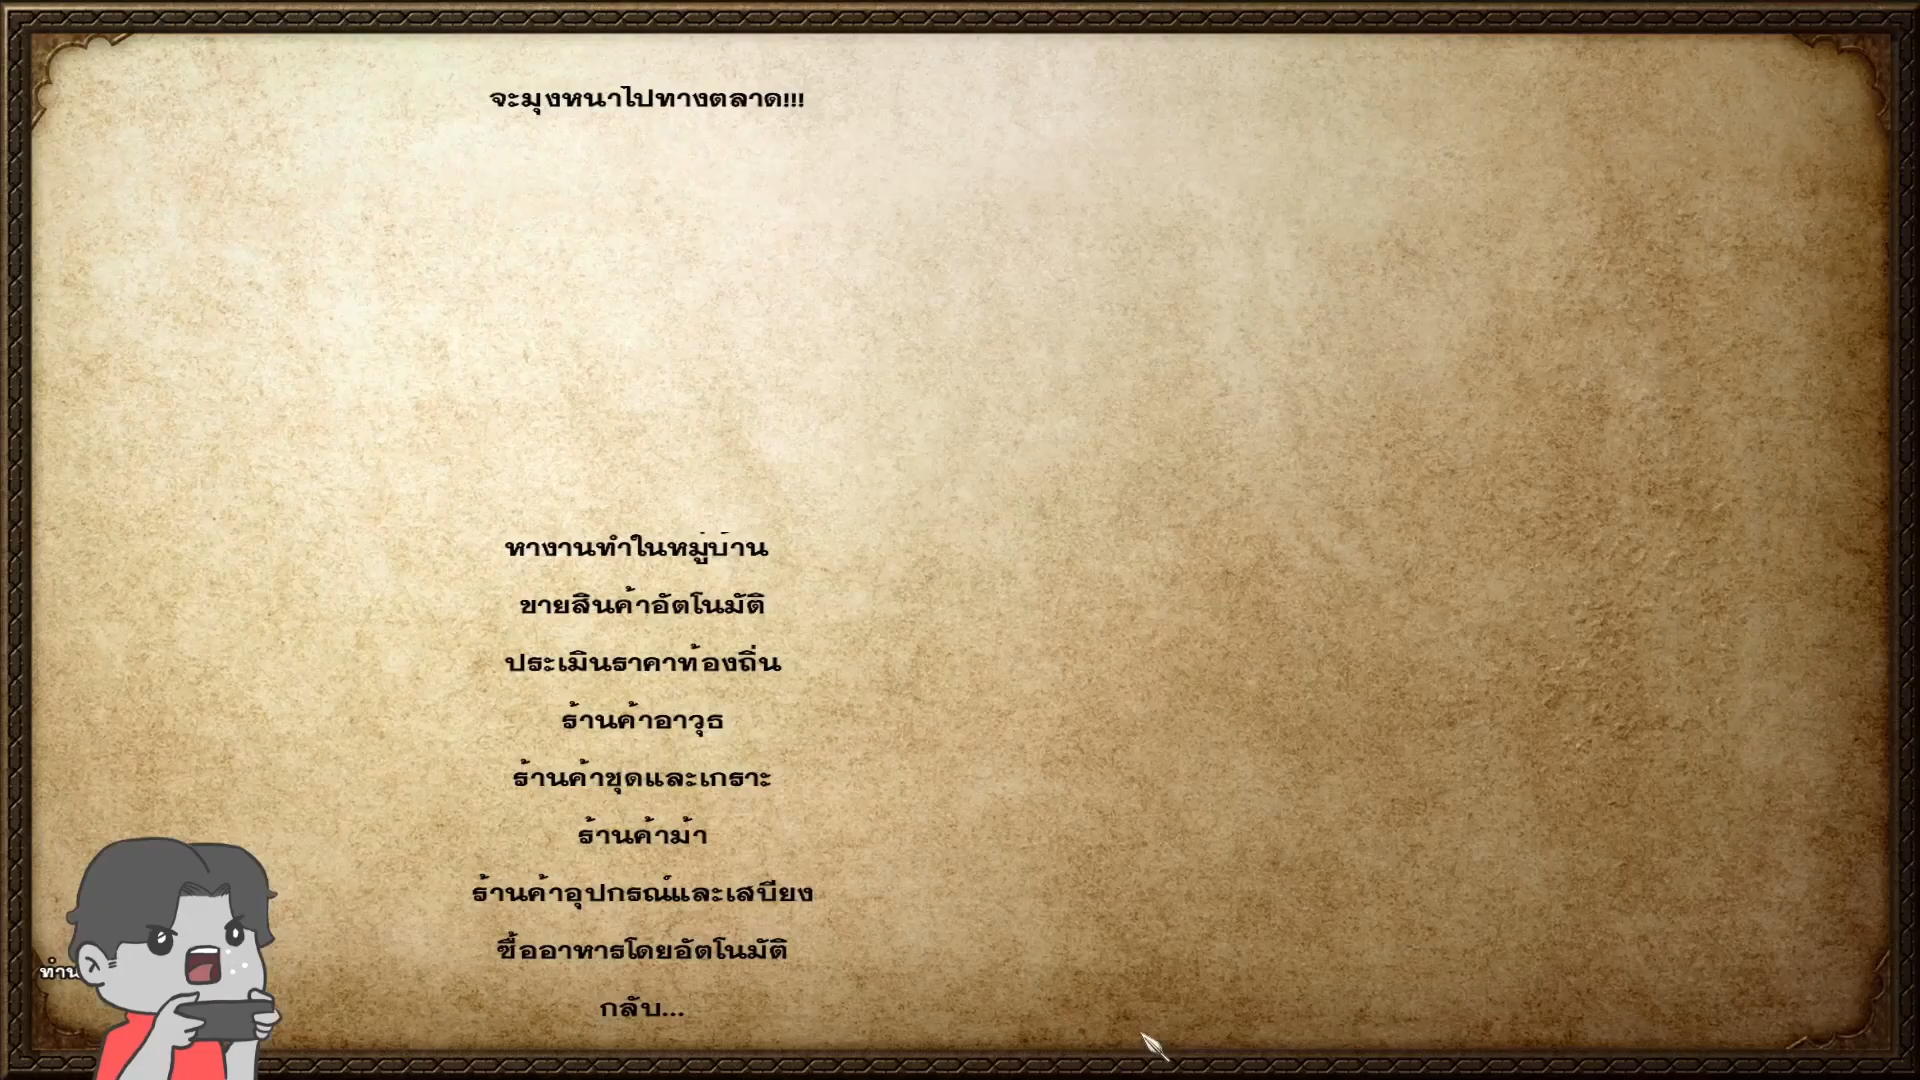 จะมุงหนาไปทางตลาด!!!
หางานทำในหมู่บ้าน
ขายสินค้าอัตโนมัติ
ประเมินราคาท้องถิ่น
ร้านค้าอาวุธ
ร้านค้าชุดและเกราะ
ร้านค้าม้า
ร้านค้าอุปกรณ์และเสบียง
ซื้ออาหารโดยอัตโนมัติ
กลับ...